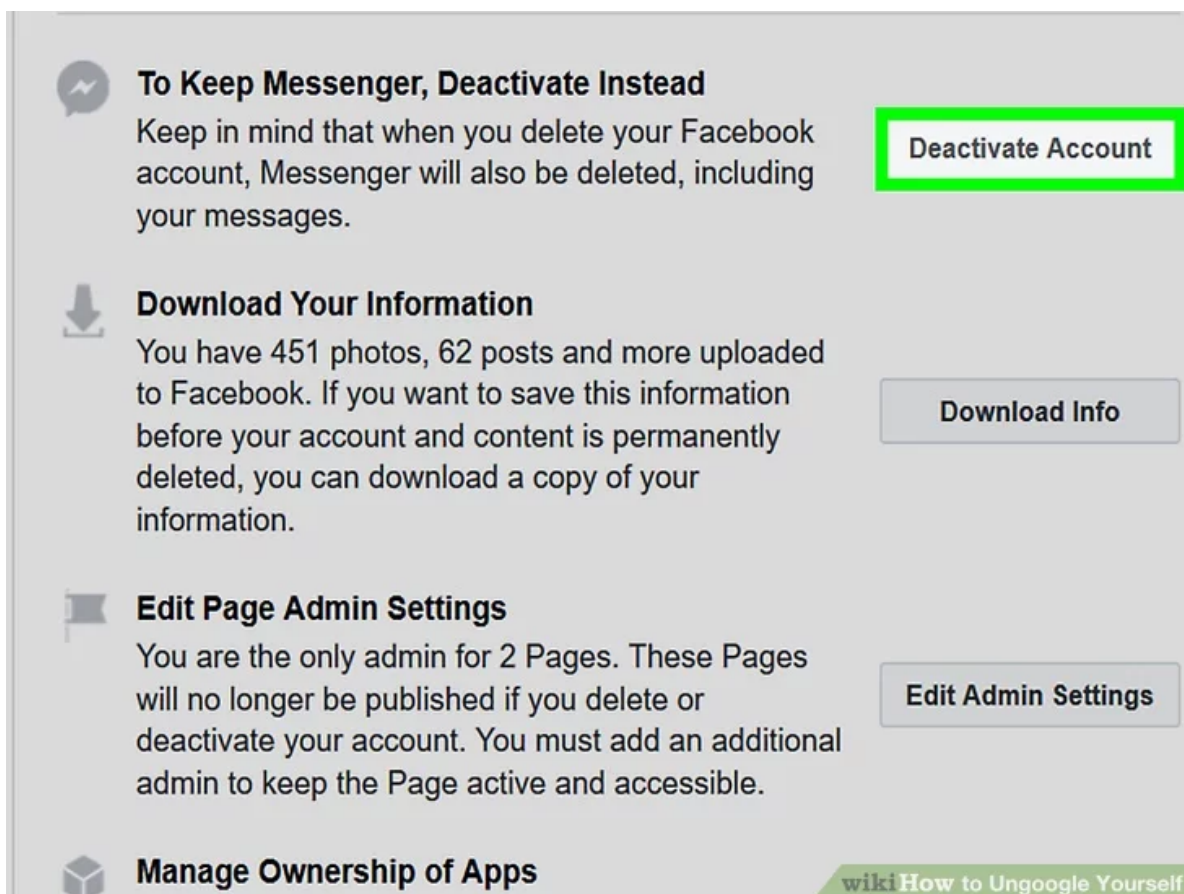 To Keep Messenger, Deactivate Instead
Keep in mind that when you delete your Facebook
account, Messenger will also be deleted, including
your messages.
Deactivate Account
Download Your Information
You have 451 photos, 62 posts and more uploaded
to Facebook. If you want to save this information
before your account and content is permanently
deleted, you can download a copy of your
information.
Download Info
Edit Page Admin Settings
You are the only admin for 2 Pages. These Pages
will no longer be published if you delete or
deactivate your account. You must add an additional
admin to keep the Page active and accessible.
Edit Admin Settings
Manage Ownership of Apps
wikiHow to Ungoogle Yourself